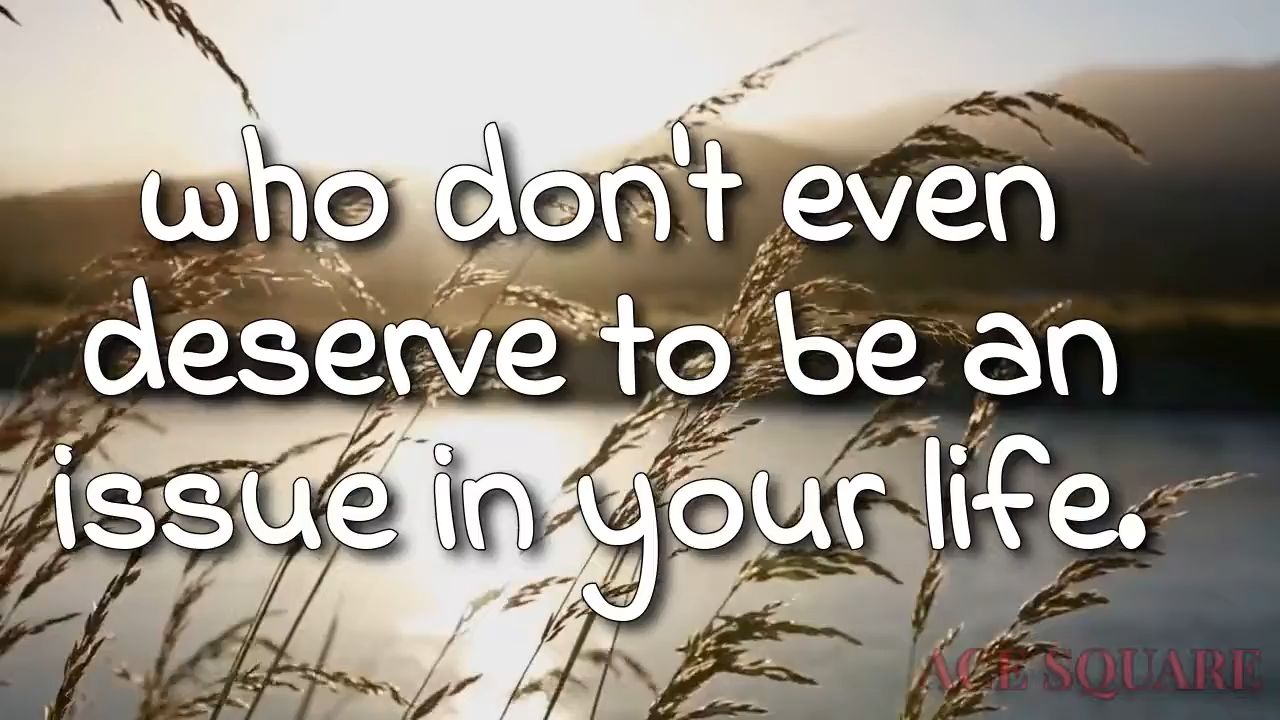 who don't even
deserve to be an
issue in your life.
ACE SQUARE